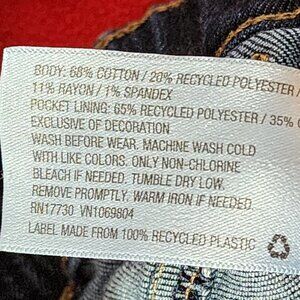 BODY: 68% COTTON / 20% RECYCLED POLYESTER /
11% RAYON / 1% SPANDEX
POCKET LINING: 65% RECYCLED POLYESTER / 35%
EXCLUSIVE OF DECORATION
WASH BEFORE WEAR. MACHINE WASH COLD
WITH LIKE COLORS. ONLY NON-CHLORINE
BLEACH IF NEEDED. TUMBLE DRY LOW.
REMOVE PROMPTLY. WARM IRON IF NEEDED.
RN17730 VN1069804
LABEL MADE FROM 100% RECYCLED PLASTIC